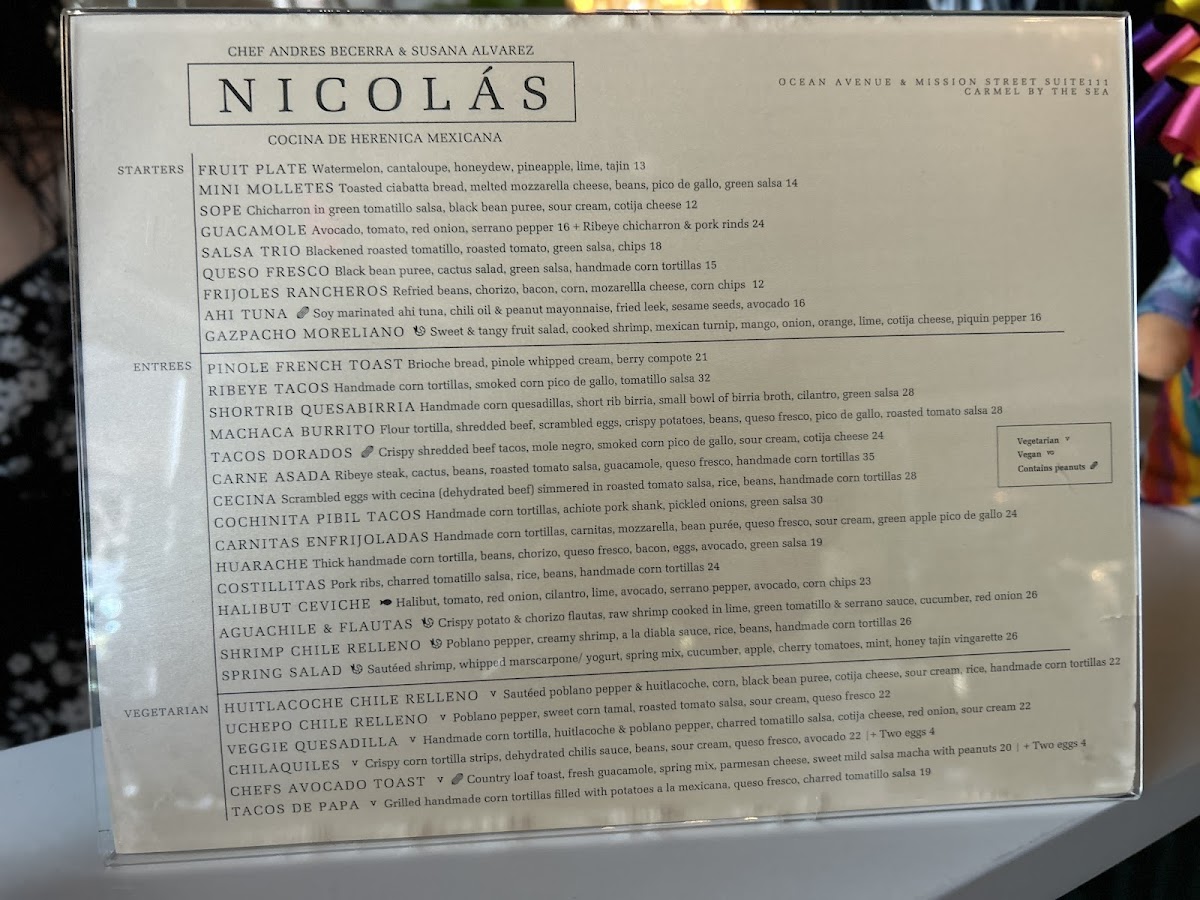 CHEF ANDRES BECERRA & SUSANA ALVAREZ
NICOLÁS
COCINA DE HERENICA MEXICANA
OCEAN AVENUE & MISSION STREET SUITE111
CARMEL BY THE SEA
STARTERS
FRUIT PLATE Watermelon, cantaloupe, honeydew, pineapple, lime, tajin 13
MINI MOLLETES Toasted ciabatta bread, melted mozzarella cheese, beans, pico de gallo, green salsa 14
SOPE Chicharron in green tomatillo salsa, black bean puree, sour cream, cotija cheese 12
GUACAMOLE Avocado, tomato, red onion, serrano pepper 16 + Ribeye chicharron & pork rinds 24
SALSA TRIO Blackened roasted tomatillo, roasted tomato, green salsa, chips 18
QUESO FRESCO Black bean puree, cactus salad, green salsa, handmade corn tortillas 15
FRIJOLES RANCHEROS Refried beans, chorizo, bacon, corn, mozarellla cheese, corn chips 12
AHI TUNA Soy marinated ahi tuna, chili oil & peanut mayonnaise, fried leek, sesame seeds, avocado 16
GAZPACHO MORELIANO Sweet & tangy fruit salad, cooked shrimp, mexican turnip, mango, onion, orange, lime, cotija cheese, piquin pepper 16
ENTREES
PINOLE FRENCH TOAST Brioche bread, pinole whipped cream, berry compote 21
RIBEYE TACOS Handmade corn tortillas, smoked corn pico de gallo, tomatillo salsa 32
SHORTRIB QUESABIRRIA Handmade corn quesadillas, short rib birria, small bowl of birria broth, cilantro, green salsa 28
MACHACA BURRITO Flour tortilla, shredded beef, scrambled eggs, crispy potatoes, beans, queso fresco, pico de gallo, roasted tomato salsa 28
TACOS DORADOS Crispy shredded beef tacos, mole negro, smoked corn pico de gallo, sour cream, cotija cheese 24
CARNE ASADA Ribeye steak, cactus, beans, roasted tomato salsa, guacamole, queso fresco, handmade corn tortillas 35
CECINA Scrambled eggs with cecina (dehydrated beef) simmered in roasted tomato salsa, rice, beans, handmade corn tortillas 28
COCHINITA PIBIL TACOS Handmade corn tortillas, achiote pork shank, pickled onions, green salsa 30
CARNITAS ENFRIJOLADAS Handmade corn tortillas, carnitas, mozzarella, bean purée, queso fresco, sour cream, green apple pico de gallo 24
HUARACHE Thick handmade corn tortilla, beans, chorizo, queso fresco, bacon, eggs, avocado, green salsa 19
COSTILLITAS Pork ribs, charred tomatillo salsa, rice, beans, handmade corn tortillas 24
HALIBUT CEVICHE Halibut, tomato, red onion, cilantro, lime, avocado, serrano pepper, avocado, corn chips 23
AGUACHILE & FLAUTAS Crispy potato & chorizo flautas, raw shrimp cooked in lime, green tomatillo & serrano sauce, cucumber, red onion 26
SHRIMP CHILE RELLENO Poblano pepper, creamy shrimp, a la diabla sauce, rice, beans, handmade corn tortillas 26
SPRING SALAD Sautéed shrimp, whipped marscarpone/ yogurt, spring mix, cucumber, apple, cherry tomatoes, mint, honey tajin vingarette 26
Vegetarian V
Vegan VG
Contains peanuts
VEGETARIAN
HUITLACOCHE CHILE RELLENO V Sautéed poblano pepper & huitlacoche, corn, black bean puree, cotija cheese, sour cream, rice, handmade corn tortillas 22
UCHEPO CHILE RELLENO V Poblano pepper, sweet corn tamal, roasted tomato salsa, sour cream, queso fresco 22
VEGGIE QUESADILLA V Handmade corn tortilla, huitlacoche & poblano pepper, charred tomatillo salsa, cotija cheese, red onion, sour cream 22
CHILAQUILES V Crispy corn tortilla strips, dehydrated chilis sauce, beans, sour cream, queso fresco, avocado 22 | + Two eggs 4
CHEFS AVOCADO TOAST V Country loaf toast, fresh guacamole, spring mix, parmesan cheese, sweet mild salsa macha with peanuts 20 | + Two eggs 4
TACOS DE PAPA V Grilled handmade corn tortillas filled with potatoes a la mexicana, queso fresco, charred tomatillo salsa 19